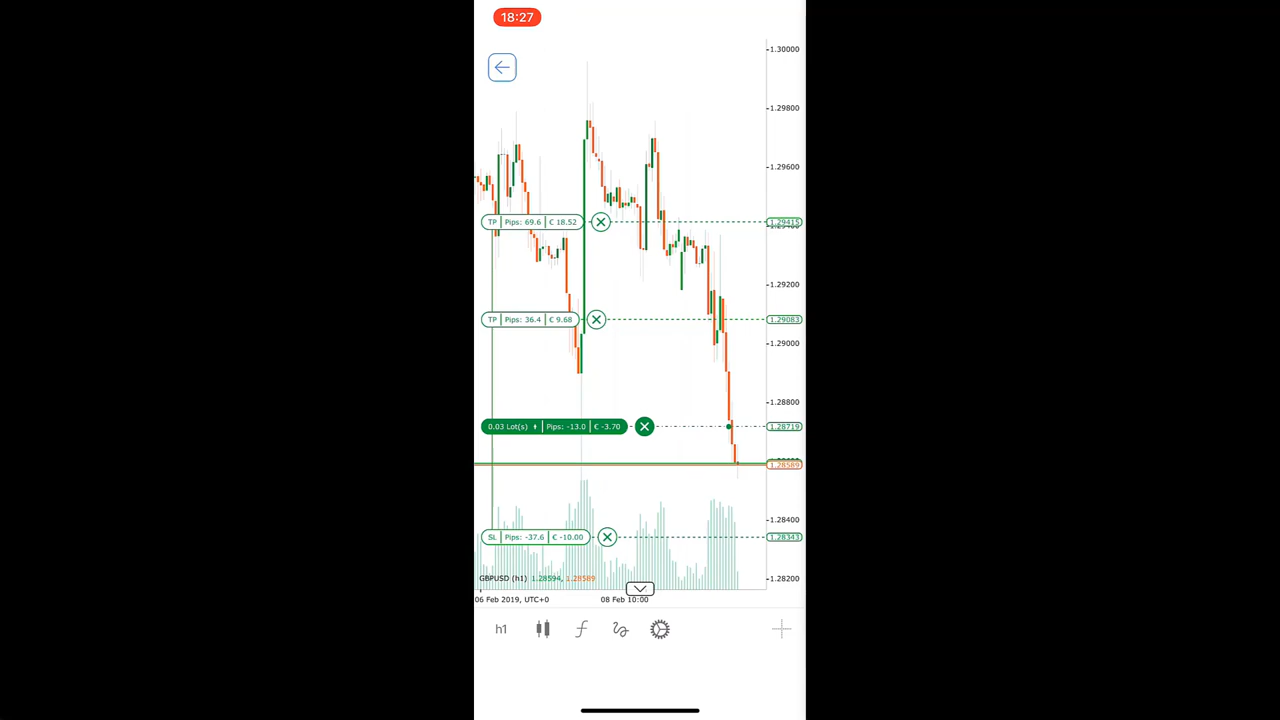 18:27
1.30000
1.29800
1.29600
TP | Pips: 69.6 | € 18.52
1.29415
1.29200
TP | Pips: 36.4 | € 9.68
1.29083
1.29000
1.28800
0.03 Lot(s) | Pips: -13.0 | € -3.70
1.28719
1.28589
1.28400
SL | Pips: -37.6 | € -10.00
1.28343
GBPUSD (h1) 1.28594, 1.28589
1.28200
06 Feb 2019, UTC+0 08 Feb 10:00
h1